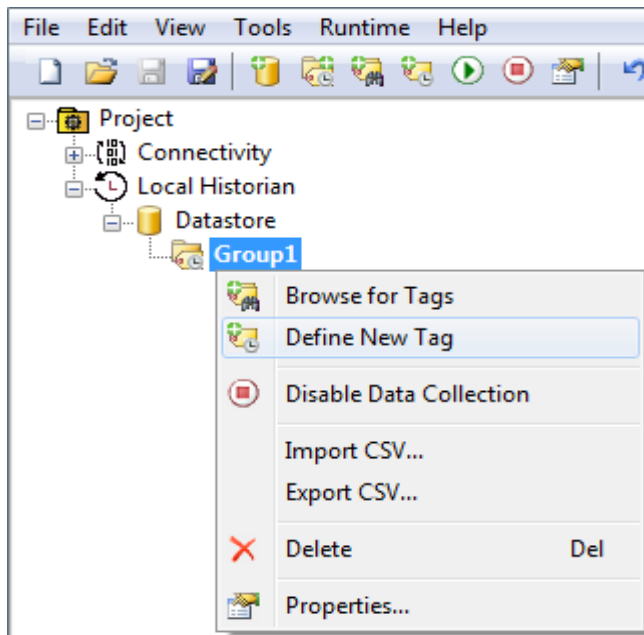 File Edit View Tools Runtime Help
Project
Connectivity
Local Historian
Datastore
Group1
Browse for Tags
Define New Tag
Disable Data Collection
Import CSV...
Export CSV...
Delete Del
Properties...